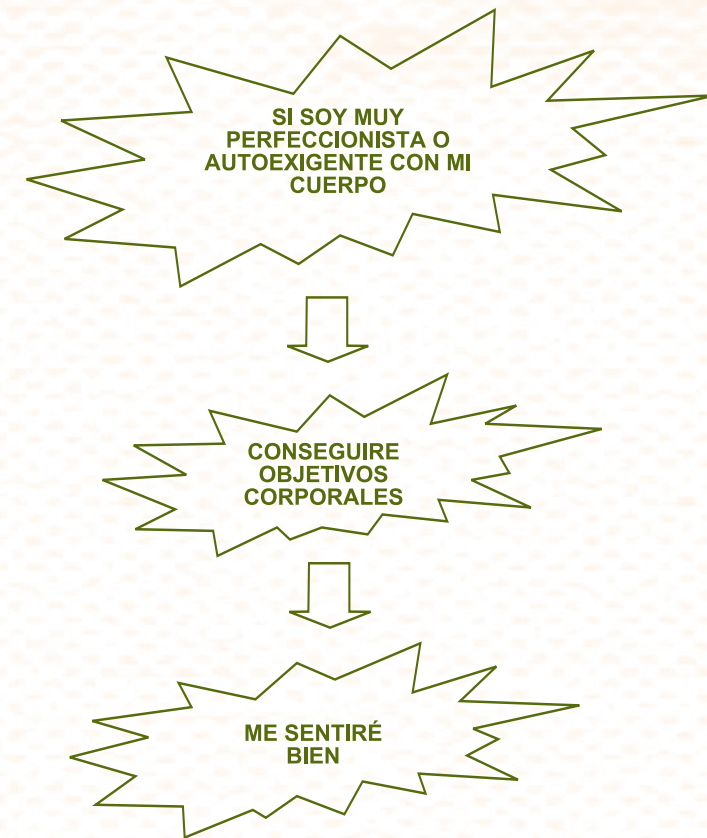 SI SOY MUY
PERFECCIONISTA O
AUTOEXIGENTE CON MI
CUERPO
CONSEGUIRE
OBJETIVOS
CORPORALES
ME SENTIRÉ
BIEN